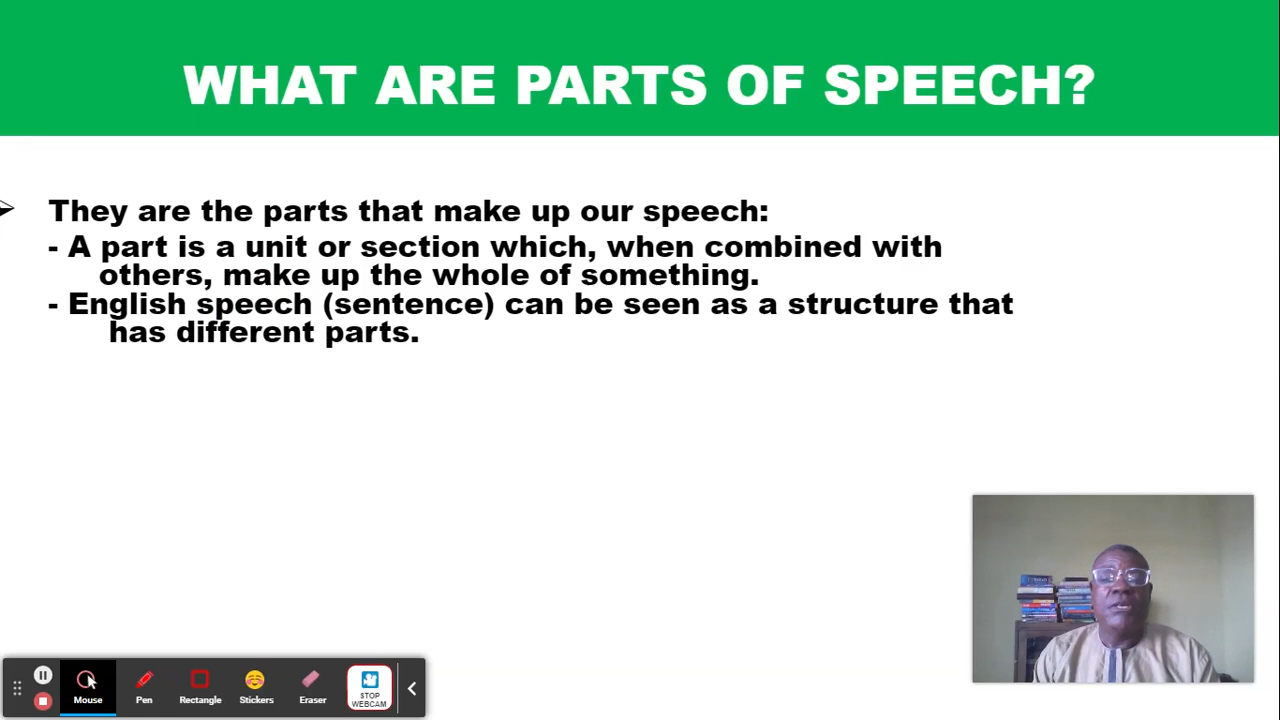 WHAT ARE PARTS OF SPEECH?
They are the parts that make up our speech:
- A part is a unit or section which, when combined with
others, make up the whole of something.
- English speech (sentence) can be seen as a structure that
has different parts.
Mouse
Pen
Rectangle
Stickers
Eraser
STOP
WEBCAM